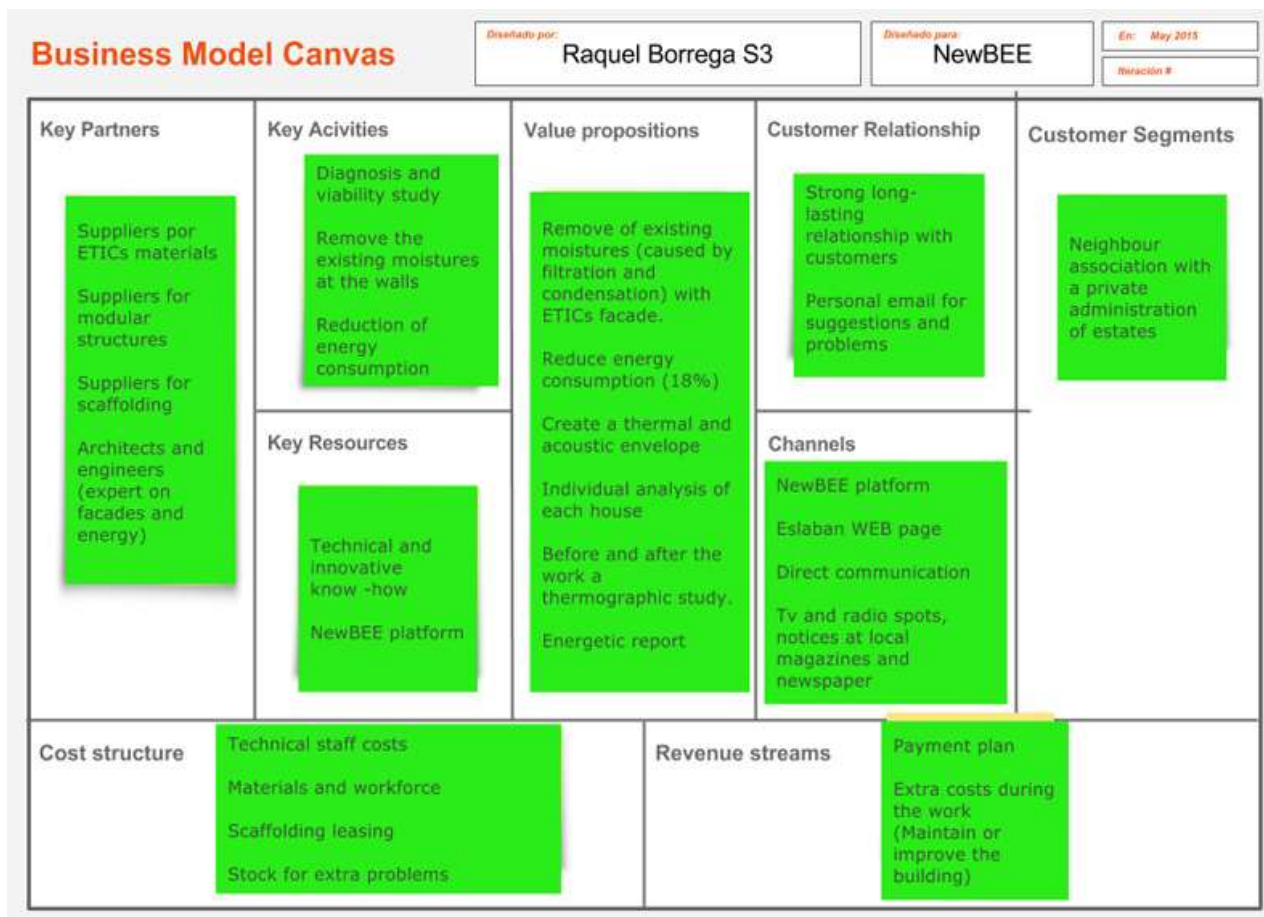 Business Model Canvas
Diseñado por:
Raquel Borrega S3
Diseñado para:
NewBEE
En: May 2015
Iteración #
Key Partners
Suppliers por
ETICs materials
Suppliers for
modular
structures
Suppliers for
scaffolding
Architects and
engineers
(expert on
facades and
energy)
Key Acivities
Diagnosis and
viability study
Remove the
existing moistures
at the walls
Reduction of
energy
consumption
Key Resources
Technical and
innovative
know -how
NewBEE platform
Value propositions
Remove of existing
moistures (caused by
filtration and
condensation) with
ETICs facade.
Reduce energy
consumption (18%)
Create a thermal and
acoustic envelope
Individual analysis of
each house
Before and after the
work a
thermographic study.
Energetic report
Customer Relationship
Strong long-
lasting
relationship with
customers
Personal email for
suggestions and
problems
Channels
NewBEE platform
Eslaban WEB page
Direct communication
Tv and radio spots,
notices at local
magazines and
newspaper
Customer Segments
Neighbour
association with
a private
administration
of estates
Cost structure
Technical staff costs
Materials and workforce
Scaffolding leasing
Stock for extra problems
Revenue streams
Payment plan
Extra costs during
the work
(Maintain or
improve the
building)